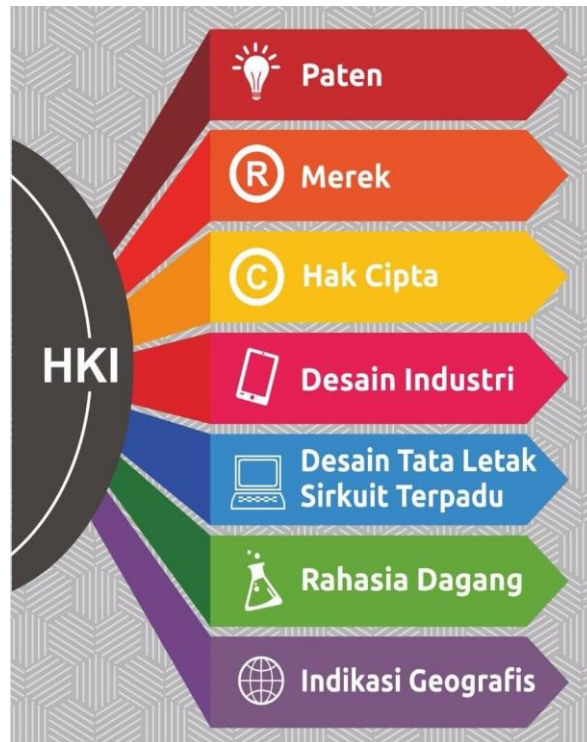 HKI
Paten
R
Merek
C
Hak Cipta
Desain Industri
Desain Tata Letak
Sirkuit Terpadu
Rahasia Dagang
Indikasi Geografis